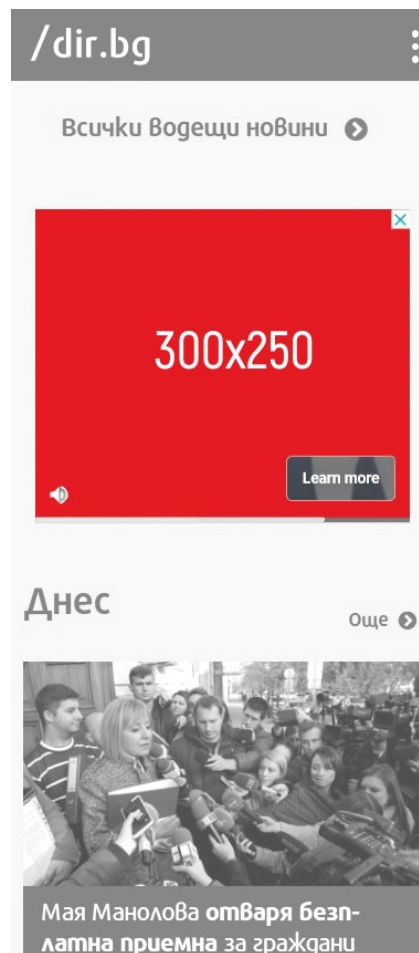 /dir.bg
Всички водещи новини
300x250
Learn more
Днес
Още
Мая Манолова отваря безп-
латна приемна за граждани